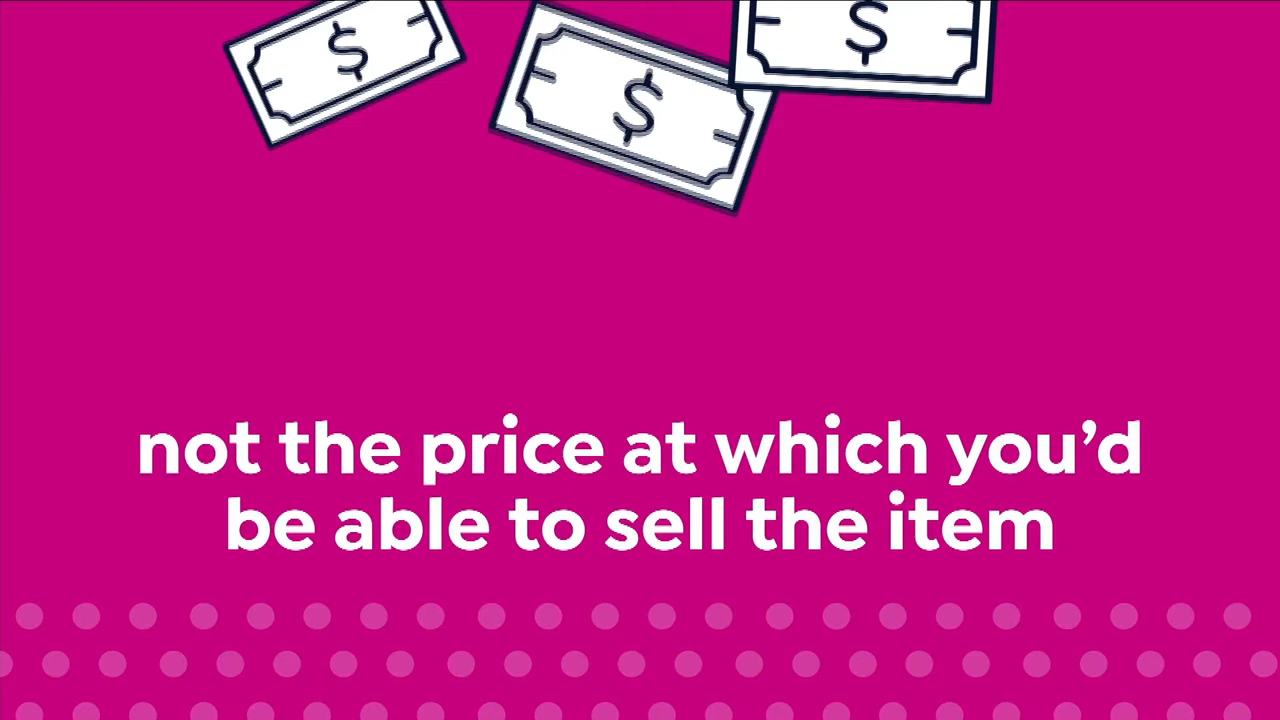 $
$
$
not the price at which you’d
be able to sell the item